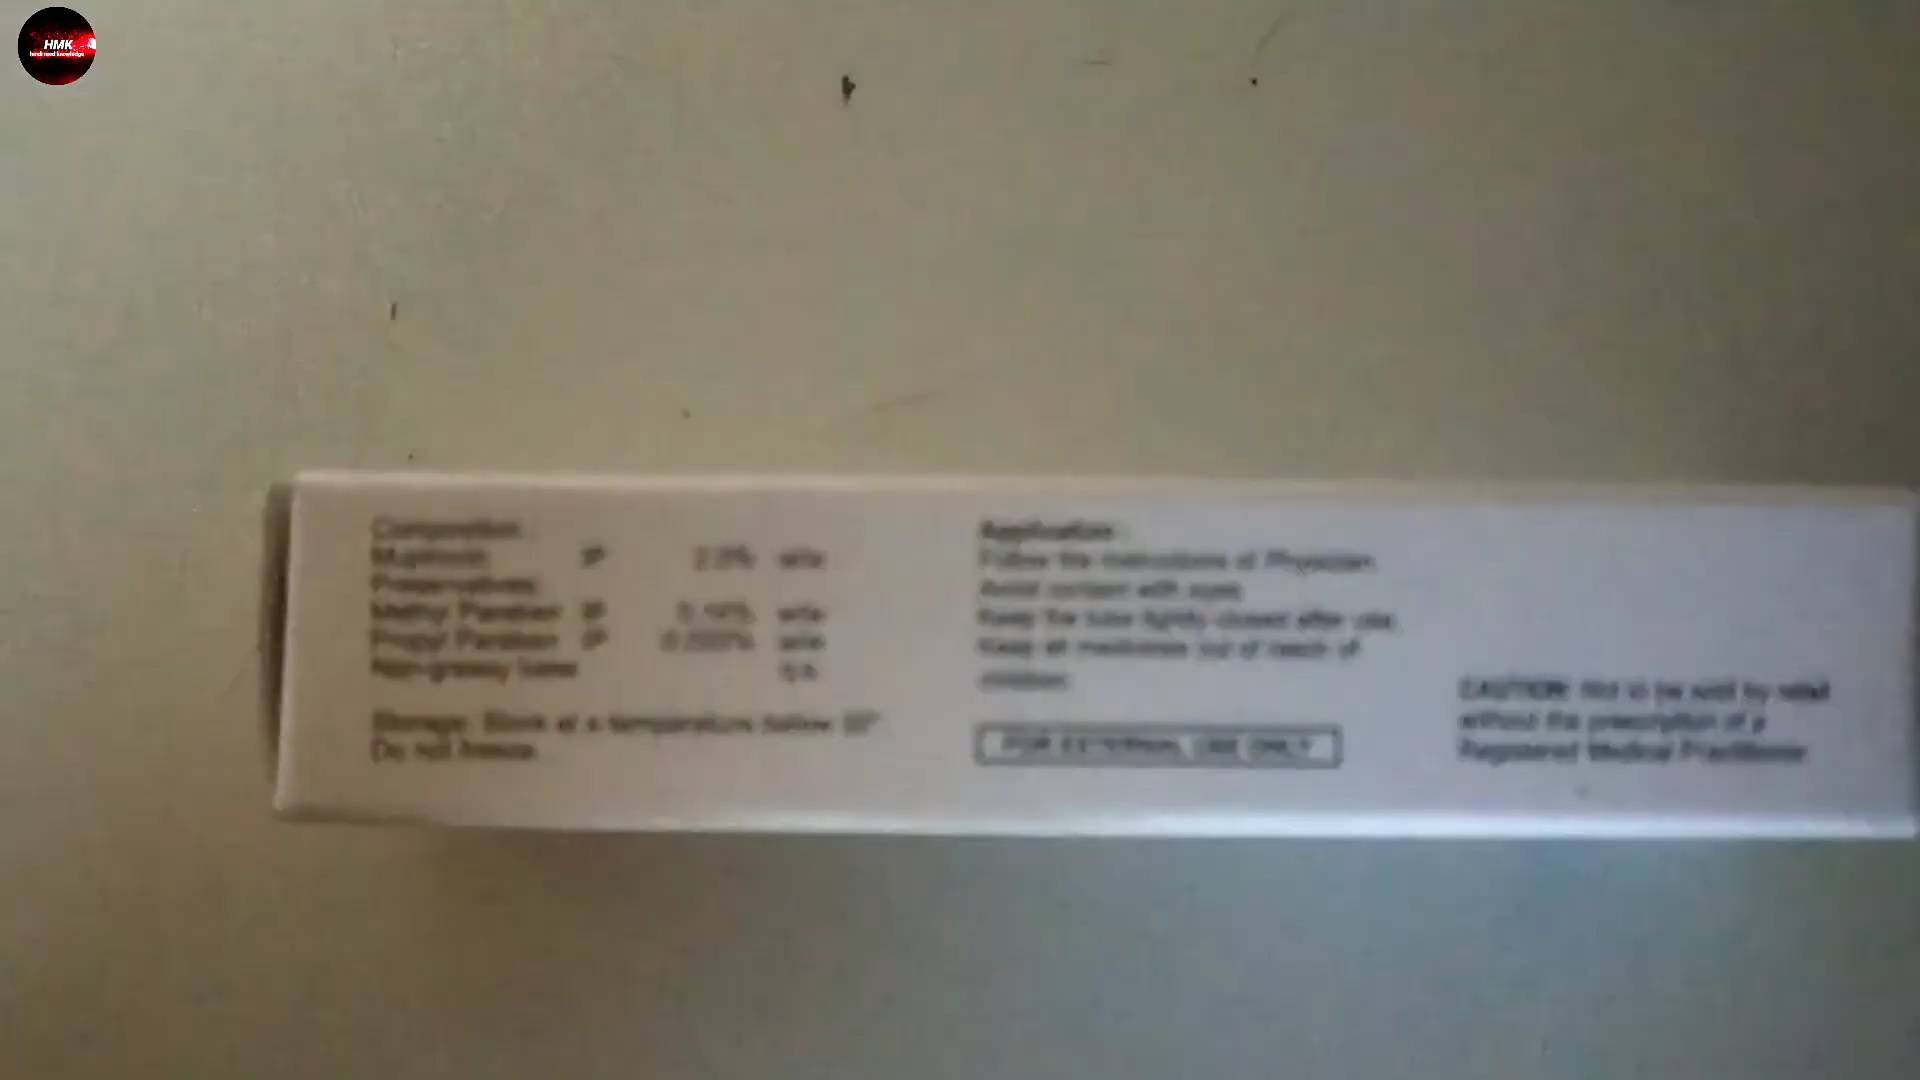 HMK
Composition:
Mupirocin IP 2.0% w/w
Preservatives:
Methyl Paraben IP w/w
Propyl Paraben IP w/w
Non-greasy base q.s.
Storage: Store at a temperature below
Do not freeze.
Application:
Follow the instructions of Physician.
Avoid contact with eyes.
Keep the tube tightly closed after use.
Keep all medicines out of reach of
children.
FOR EXTERNAL USE ONLY
CAUTION: Not to be sold by retail
without the prescription of a
Registered Medical Practitioner.